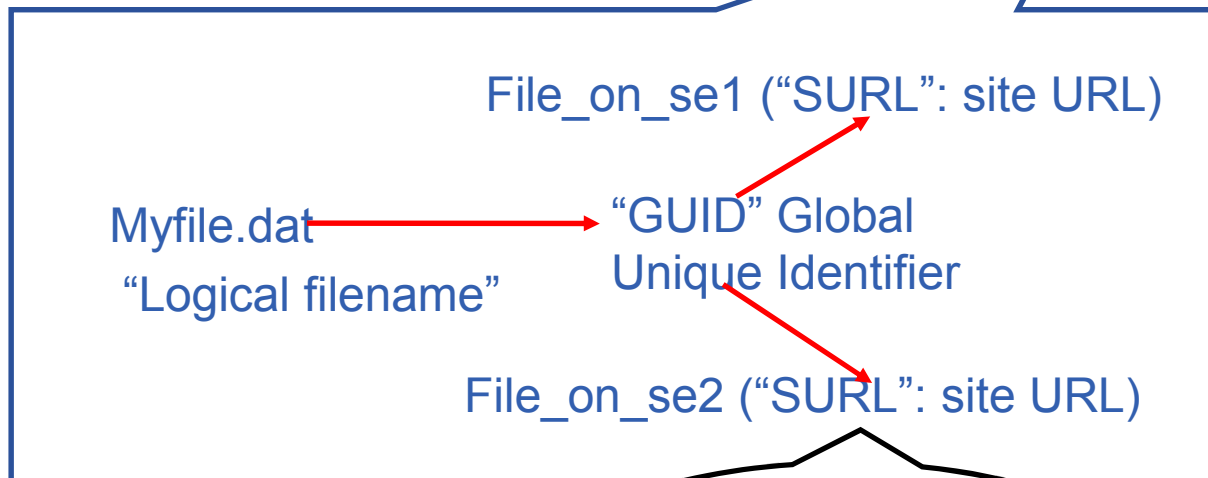 File_on_se1 (“SURL”: site URL)
Myfile.dat
“Logical filename”
“GUID” Global
Unique Identifier
File_on_se2 (“SURL”: site URL)